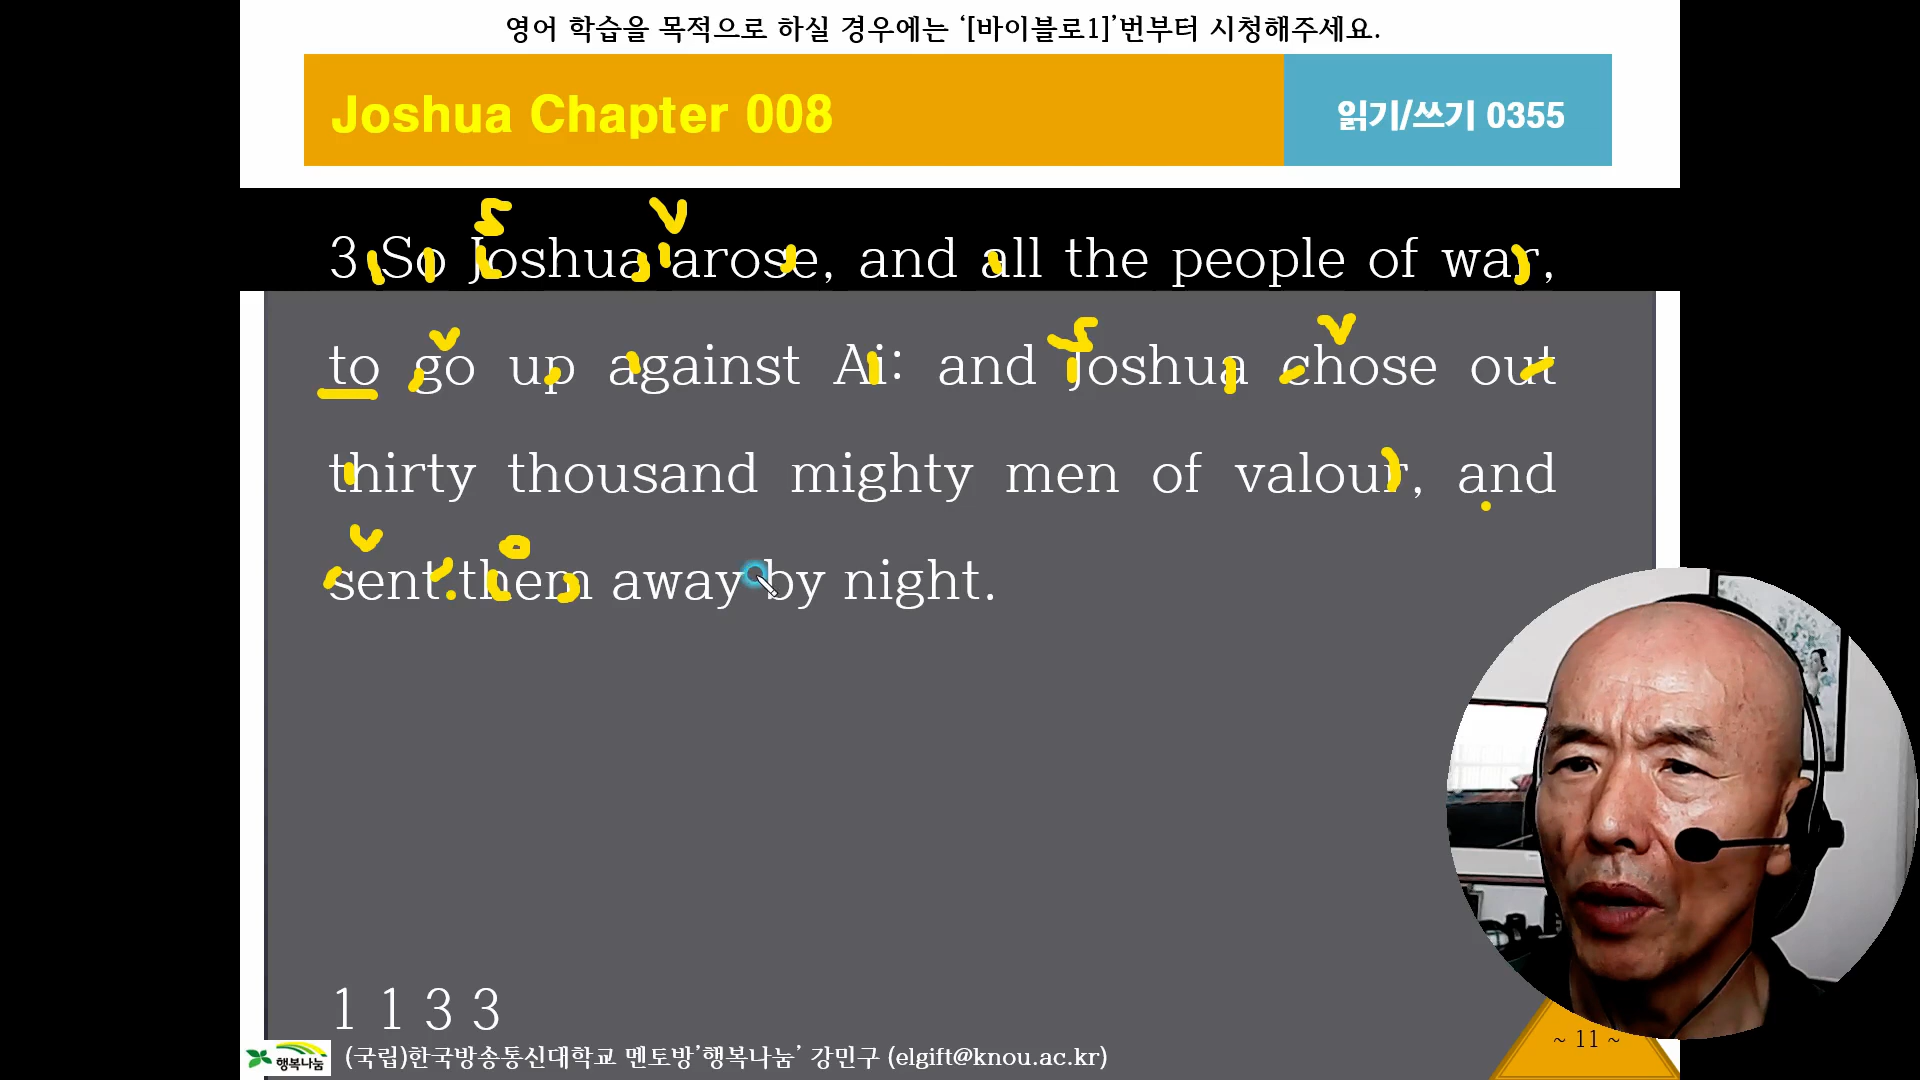 영어 학습을 목적으로 하실 경우에는 ‘[바이블로1]’번부터 시청해주세요.
Joshua Chapter 008
읽기/쓰기 0355
3 So Joshua arose, and all the people of war,
to go up against Ai: and Joshua chose out
thirty thousand mighty men of valour, and
sent them away by night.
1 1 3 3
행복나눔
(국립)한국방송통신대학교 멘토방’행복나눔’ 강민구 (elgift@knou.ac.kr)
~ 11 ~